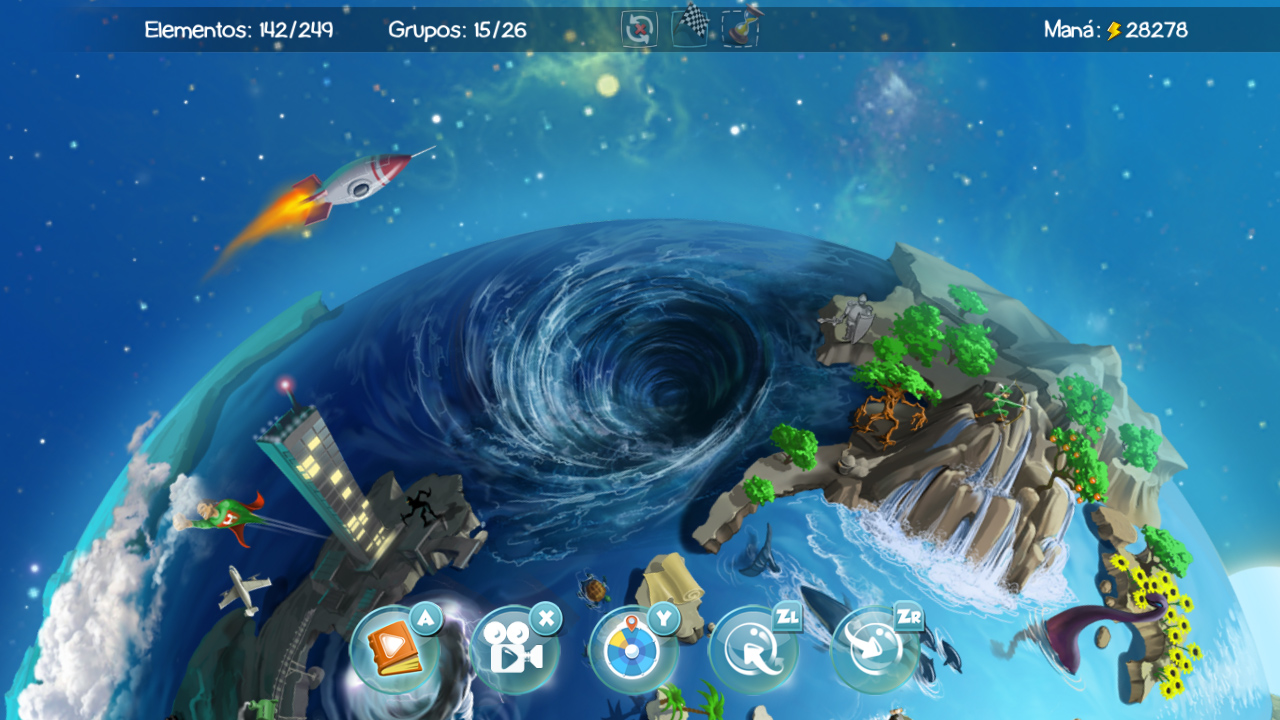 Elementos: 142/249
Grupos: 15/26
Maná: 28278
A
X
Y
ZL
ZR